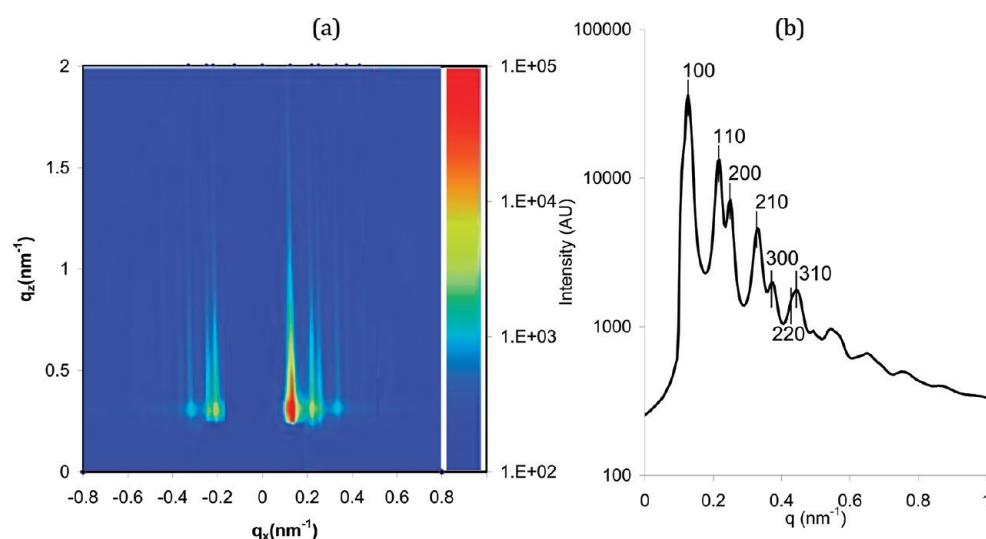 (a)
(b)
2
1.5
1
0.5
0
-0.8 -0.6 -0.4 -0.2 0 0.2 0.4 0.6 0.8
q_z(nm⁻¹)
q_x(nm⁻¹)
1.E+05
1.E+04
1.E+03
1.E+02
100000
10000
1000
100
Intensity (AU)
100
110
200
210
300
310
220
0 0.2 0.4 0.6 0.8 1
q (nm⁻¹)